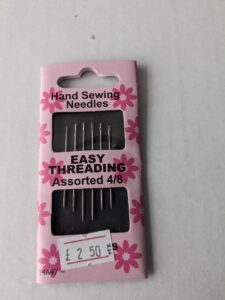 Hand Sewing
Needles
EASY
THREADING
Assorted 4/8
£ 2 50